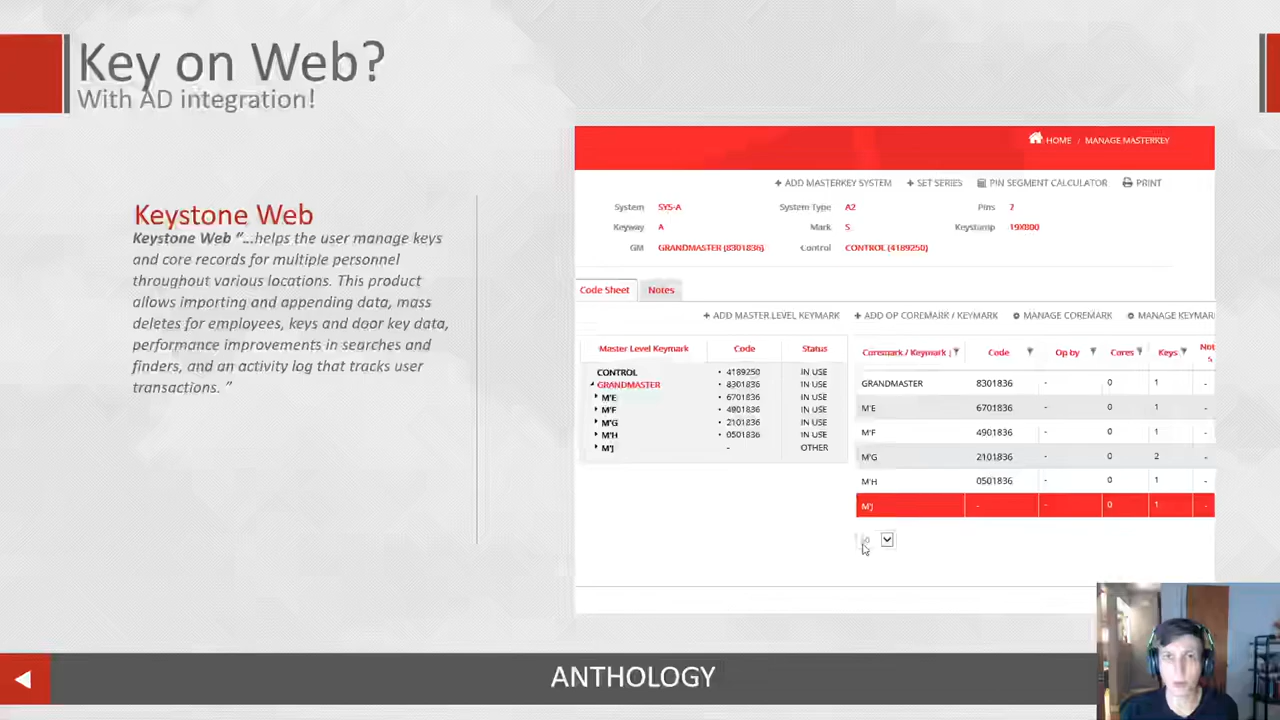 Key on Web?
With AD integration!
Keystone Web
Keystone Web “...helps the user manage keys
and core records for multiple personnel
throughout various locations. This product
allows importing and appending data, mass
deletes for employees, keys and door key data,
performance improvements in searches and
finders, and an activity log that tracks user
transactions. ”
HOME / MANAGE MASTERKEY
+ ADD MASTERKEY SYSTEM + SET SERIES PIN SEGMENT CALCULATOR PRINT
System SYS-A System Type A2 Pins 7
Keyway A Mark S Keystamp 19X800
GM GRANDMASTER (8301836) Control CONTROL (4189250)
Code Sheet Notes
+ ADD MASTER LEVEL KEYMARK + ADD OP COREMARK / KEYMARK MANAGE COREMARK MANAGE KEYMAR
Master Level Keymark Code Status
CONTROL • 4189250 IN USE
GRANDMASTER • 8301836 IN USE
M'E • 6701836 IN USE
M'F • 4901836 IN USE
M'G • 2101836 IN USE
M'H • 0501836 IN USE
M'J - OTHER
Coremark / Keymark Code Op by Cores Keys Not
s
GRANDMASTER 8301836 - 0 1 -
M'E 6701836 - 0 1 -
M'F 4901836 - 0 1 -
M'G 2101836 - 0 2 -
M'H 0501836 - 0 1 -
M'J - - 0 1 -
ANTHOLOGY